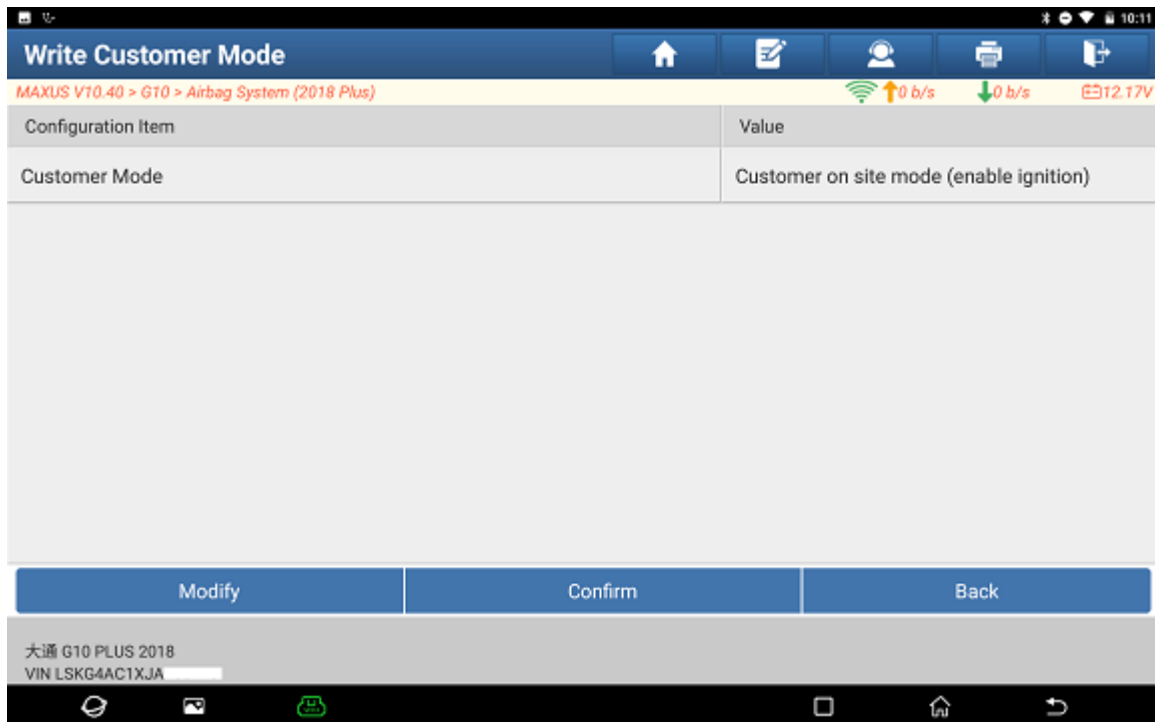 10:11
Write Customer Mode
MAXUS V10.40 > G10 > Airbag System (2018 Plus) 0 b/s 0 b/s 12.17V
Configuration Item Value
Customer Mode Customer on site mode (enable ignition)
Modify Confirm Back
大通 G10 PLUS 2018
VIN LSKG4AC1XJA